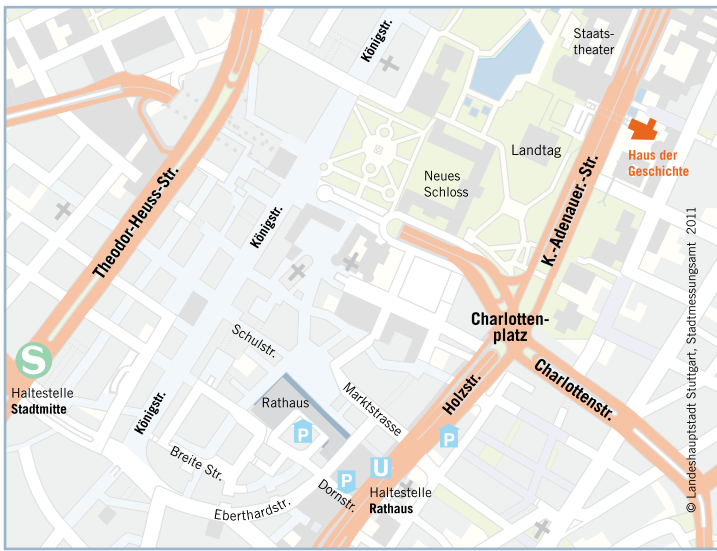 Königstr.
Staats-
theater
Landtag
Haus der
Geschichte
Neues
Schloss
K.-Adenauer.-Str.
Theodor-Heuss-Str.
Königstr.
Charlotten-
platz
Schulstr.
S
Haltestelle
Stadtmitte
Königstr.
Rathaus
Marktstrasse
Holzstr.
Charlottenstr.
P
P
Breite Str.
U
P
Haltestelle
Rathaus
Dornstr.
Eberthardstr.
© Landeshauptstadt Stuttgart, Stadtmessungsamt 2011